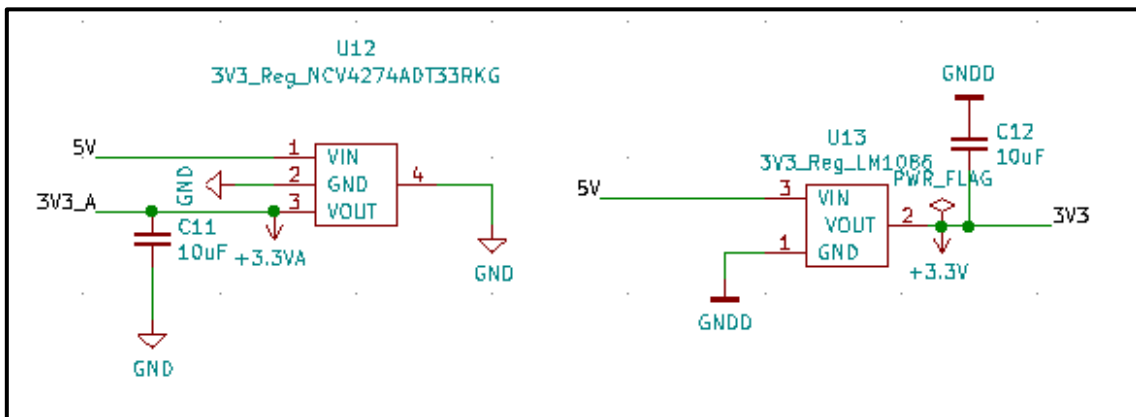 U12
3V3_Reg_NCV4274ADT33RKG
5V
1
VIN
GND
2
GND
4
3V3_A
3
VOUT
C11
10uF
+3.3VA
GND
GND
GNDD
C12
10uF
U13
3V3_Reg_LM1086
PWR_FLAG
5V
3
VIN
VOUT
2
3V3
1
GND
+3.3V
GNDD